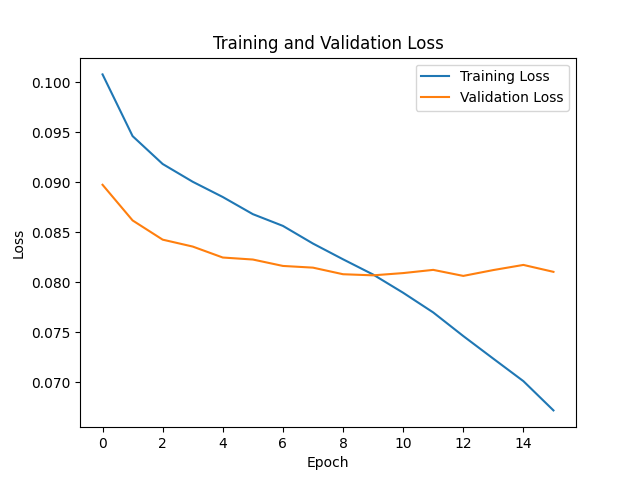 Training and Validation Loss
Training Loss
Validation Loss
0.100
0.095
0.090
0.085
0.080
0.075
0.070
Loss
0 2 4 6 8 10 12 14
Epoch